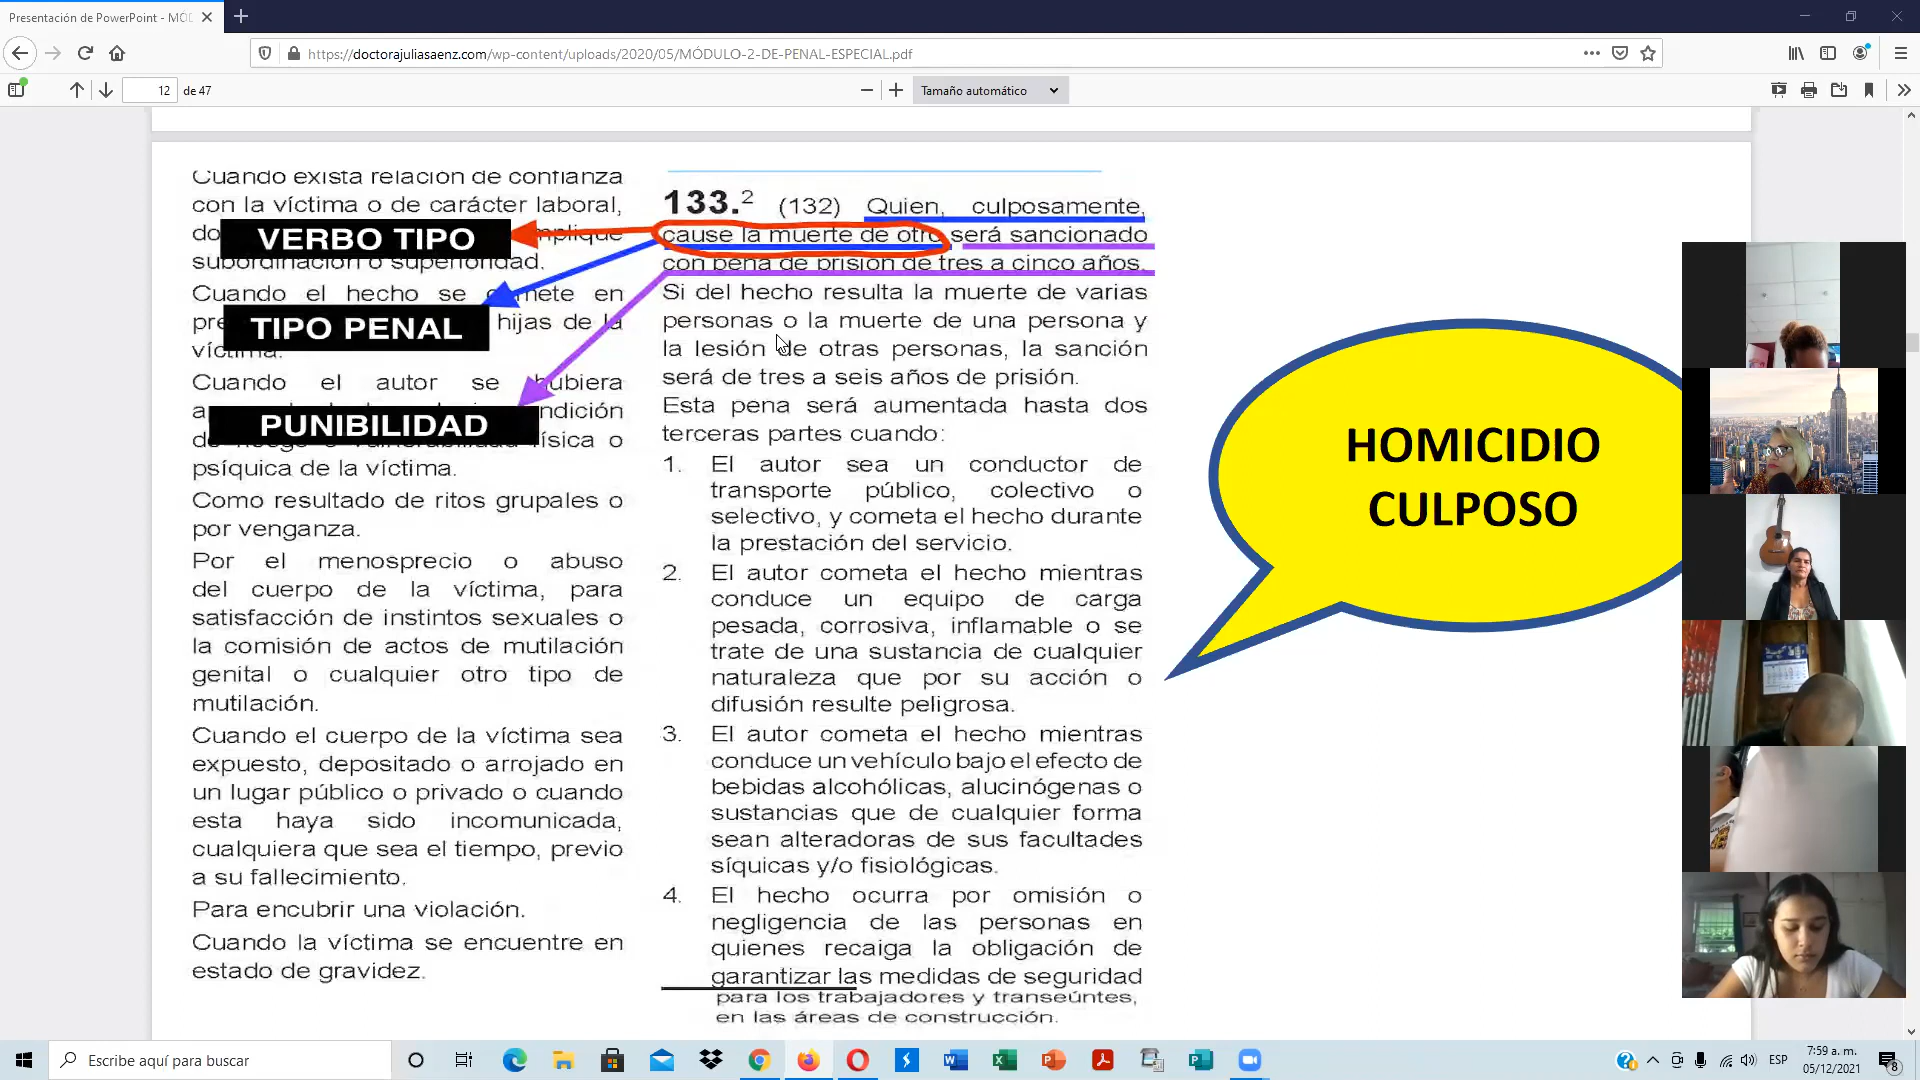 Presentación de PowerPoint - MÓD
https://doctorajuliasaenz.com/wp-content/uploads/2020/05/MÓDULO-2-DE-PENAL-ESPECIAL.pdf
12 de 47
Tamaño automático
Cuando exista relación de confianza
con la víctima o de carácter laboral,
VERBO TIPO
subordinación o superioridad.
Cuando el hecho se comete en
TIPO PENAL
hijas de la
víctima.
Cuando el autor se hubiera
PUNIBILIDAD
física o
psíquica de la víctima.
Como resultado de ritos grupales o
por venganza.
Por el menosprecio o abuso
del cuerpo de la víctima, para
satisfacción de instintos sexuales o
la comisión de actos de mutilación
genital o cualquier otro tipo de
mutilación.
Cuando el cuerpo de la víctima sea
expuesto, depositado o arrojado en
un lugar público o privado o cuando
esta haya sido incomunicada,
cualquiera que sea el tiempo, previo
a su fallecimiento.
Para encubrir una violación.
Cuando la víctima se encuentre en
estado de gravidez.
133.² (132) Quien, culposamente,
cause la muerte de otro será sancionado
con pena de prisión de tres a cinco años.
Si del hecho resulta la muerte de varias
personas o la muerte de una persona y
la lesión de otras personas, la sanción
será de tres a seis años de prisión.
Esta pena será aumentada hasta dos
terceras partes cuando:
1. El autor sea un conductor de
transporte público, colectivo o
selectivo, y cometa el hecho durante
la prestación del servicio.
2. El autor cometa el hecho mientras
conduce un equipo de carga
pesada, corrosiva, inflamable o se
trate de una sustancia de cualquier
naturaleza que por su acción o
difusión resulte peligrosa.
3. El autor cometa el hecho mientras
conduce un vehículo bajo el efecto de
bebidas alcohólicas, alucinógenas o
sustancias que de cualquier forma
sean alteradoras de sus facultades
síquicas y/o fisiológicas.
4. El hecho ocurra por omisión o
negligencia de las personas en
quienes recaiga la obligación de
garantizar las medidas de seguridad
para los trabajadores y transeúntes,
en las áreas de construcción.
HOMICIDIO
CULPOSO
Escribe aquí para buscar
ESP
7:59 a. m.
05/12/2021
8